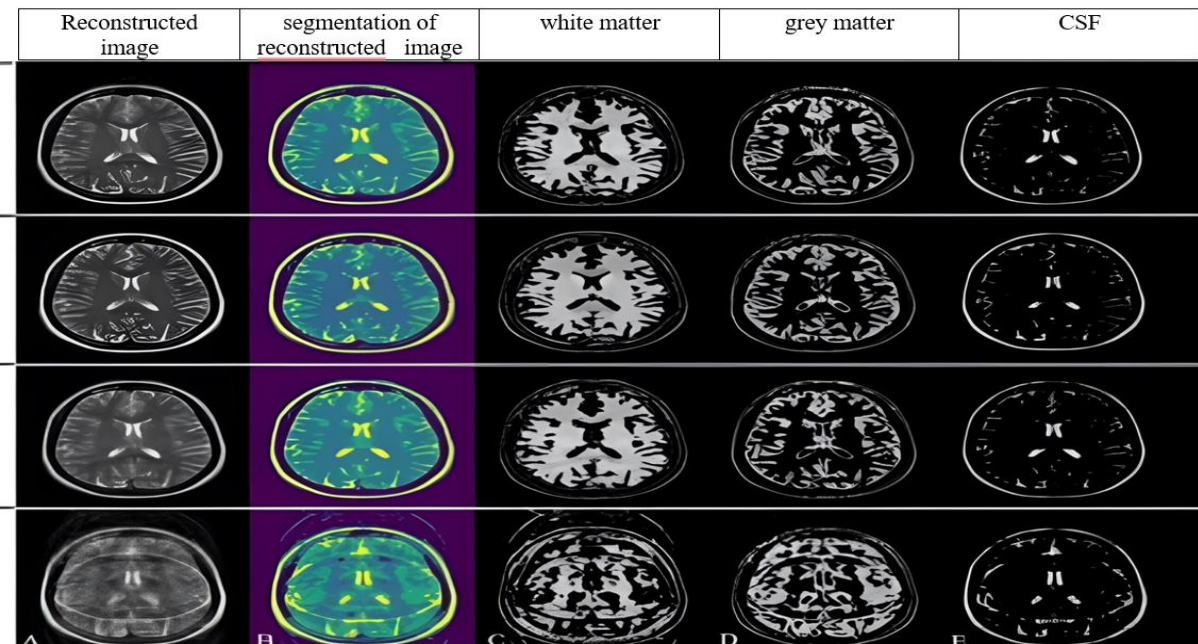 Reconstructed
image
segmentation of
reconstructed image
white matter
grey matter
CSF
A
B
C
D
E